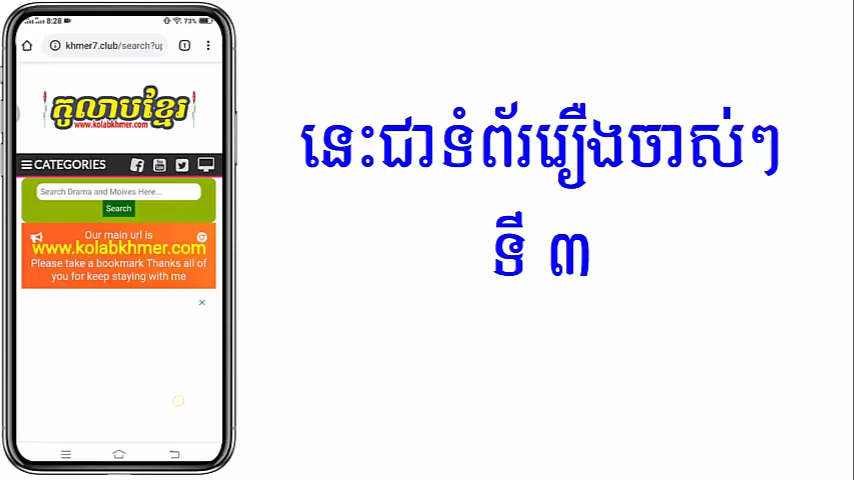 8:28
73%
khmer7.club/search?up
1
កូលាបខ្មែរ
www.kolabkhmer.com
CATEGORIES
Search Drama and Moives Here...
Search
Our main url is
www.kolabkhmer.com
Please take a bookmark Thanks all of
you for keep staying with me
នេះជាទំព័ររឿងចាស់ៗ
ទី ៣